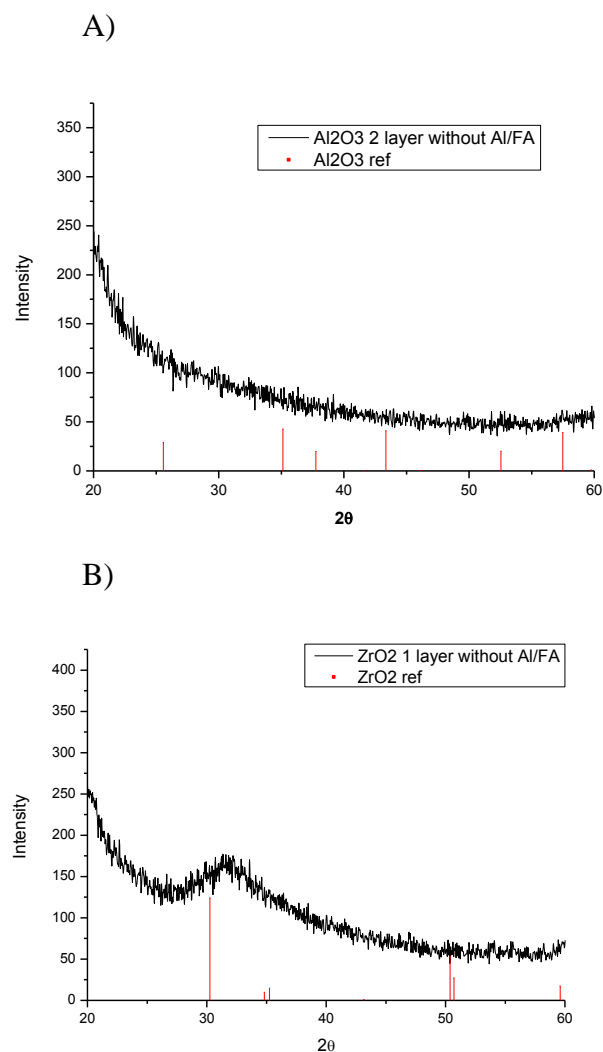 A)
350
300
250
200
150
100
50
0
Intensity
Al2O3 2 layer without Al/FA
Al2O3 ref
20 30 40 50 60
2θ
B)
400
350
300
250
200
150
100
50
0
Intensity
ZrO2 1 layer without Al/FA
ZrO2 ref
20 30 40 50 60
2θ